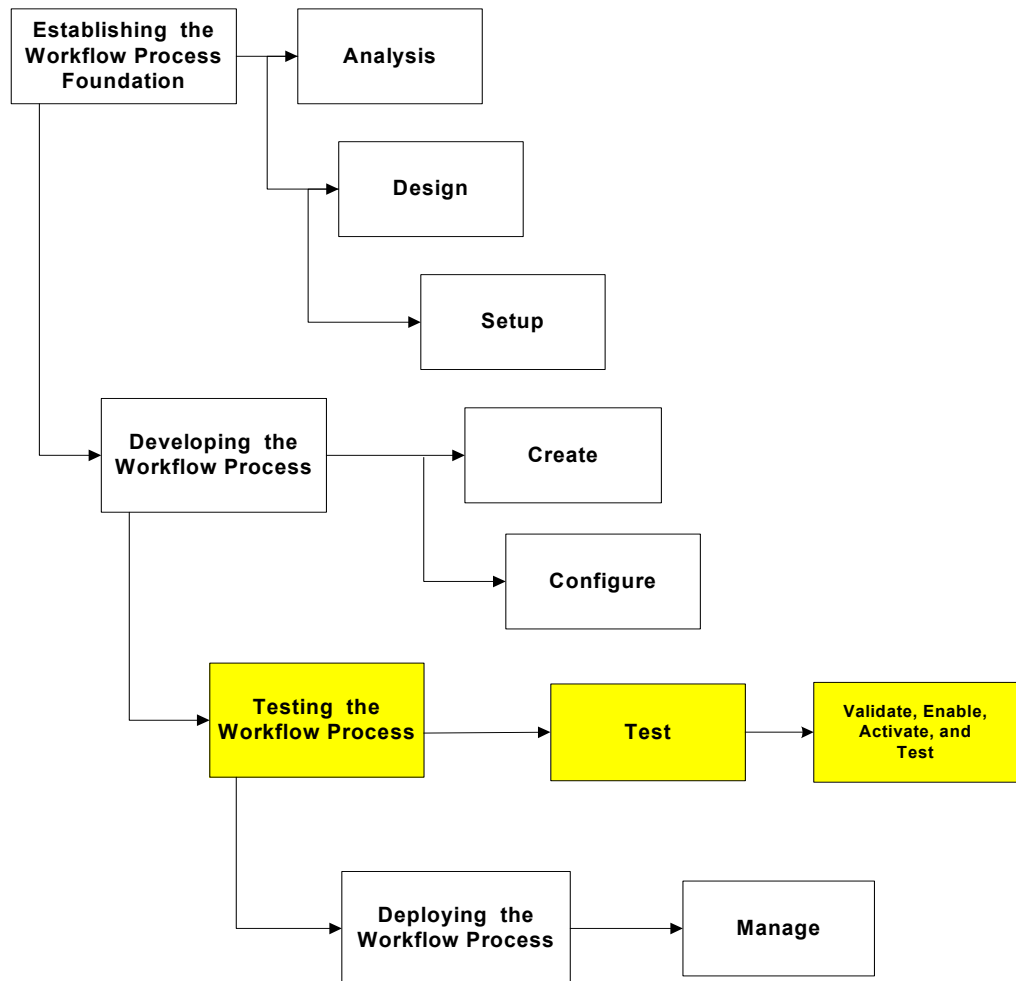 Establishing the
Workflow Process
Foundation
Analysis
Design
Setup
Developing the
Workflow Process
Create
Configure
Testing the
Workflow Process
Test
Validate, Enable,
Activate, and
Test
Deploying the
Workflow Process
Manage